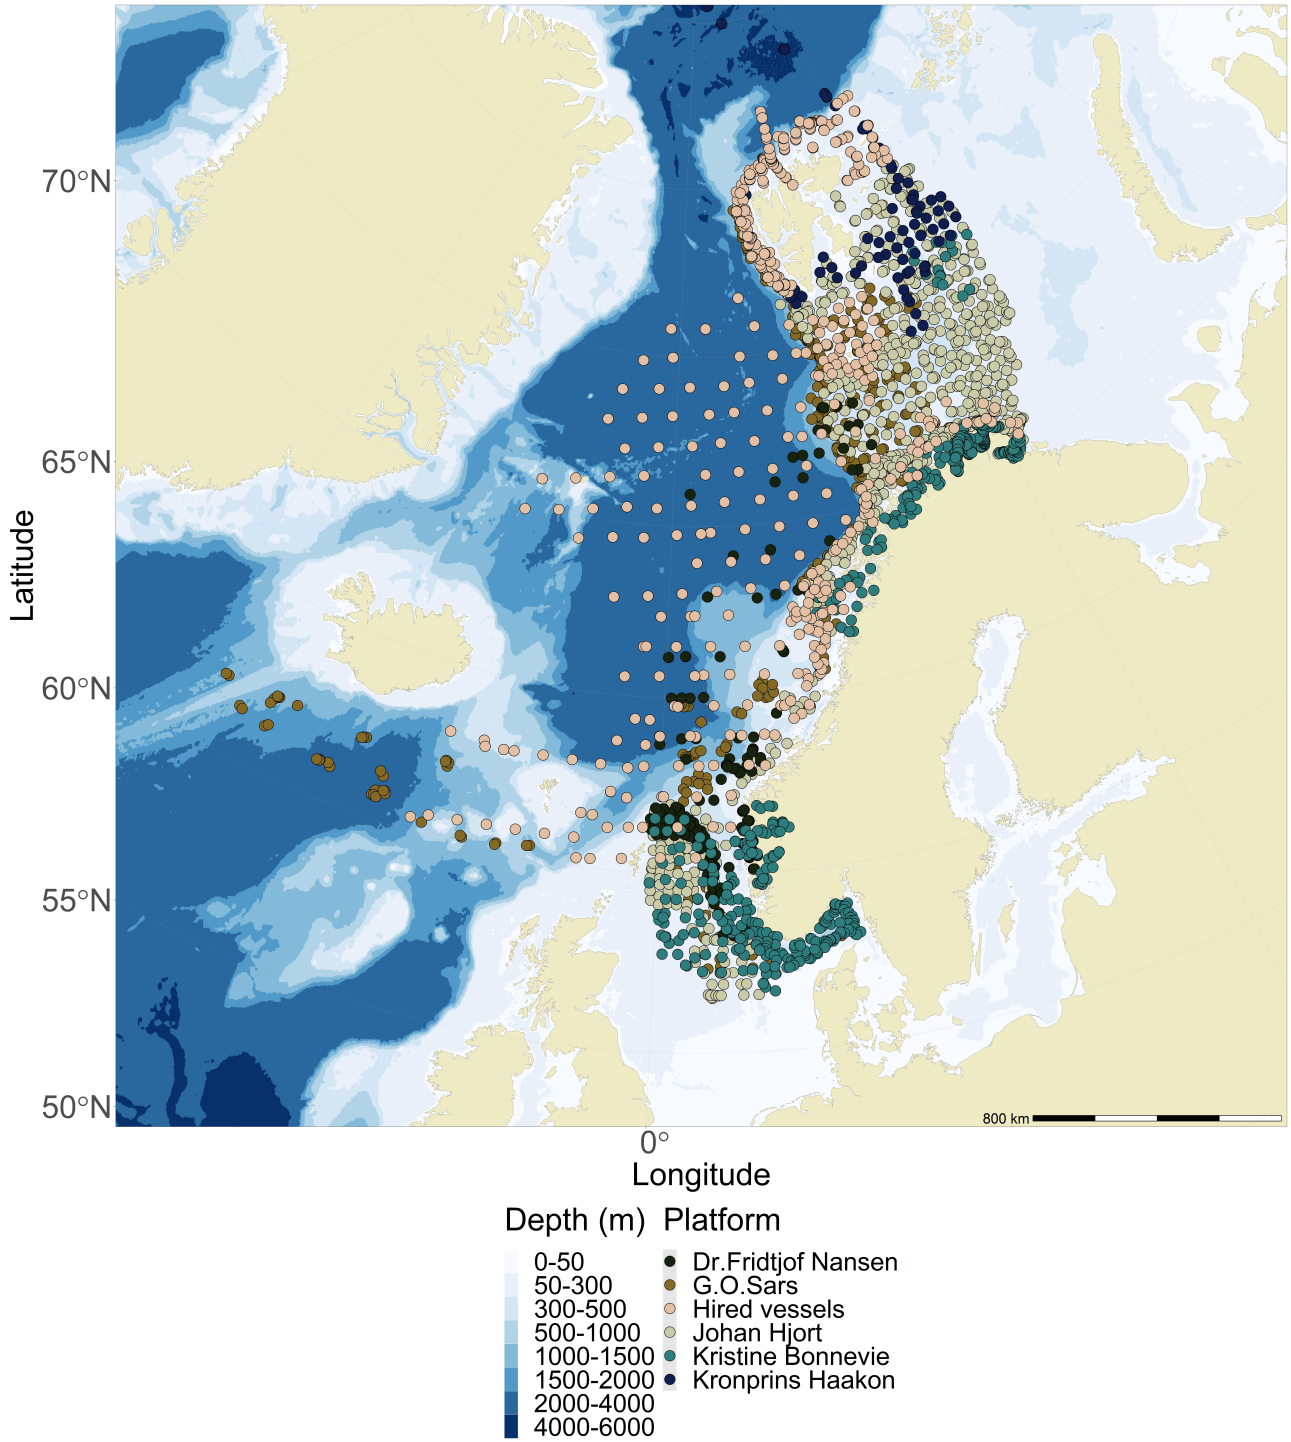 70°N
65°N
60°N
55°N
50°N
Latitude
800 km
0°
Longitude
Depth (m)
0-50
50-300
300-500
500-1000
1000-1500
1500-2000
2000-4000
4000-6000
Platform
Dr.Fridtjof Nansen
G.O.Sars
Hired vessels
Johan Hjort
Kristine Bonnevie
Kronprins Haakon